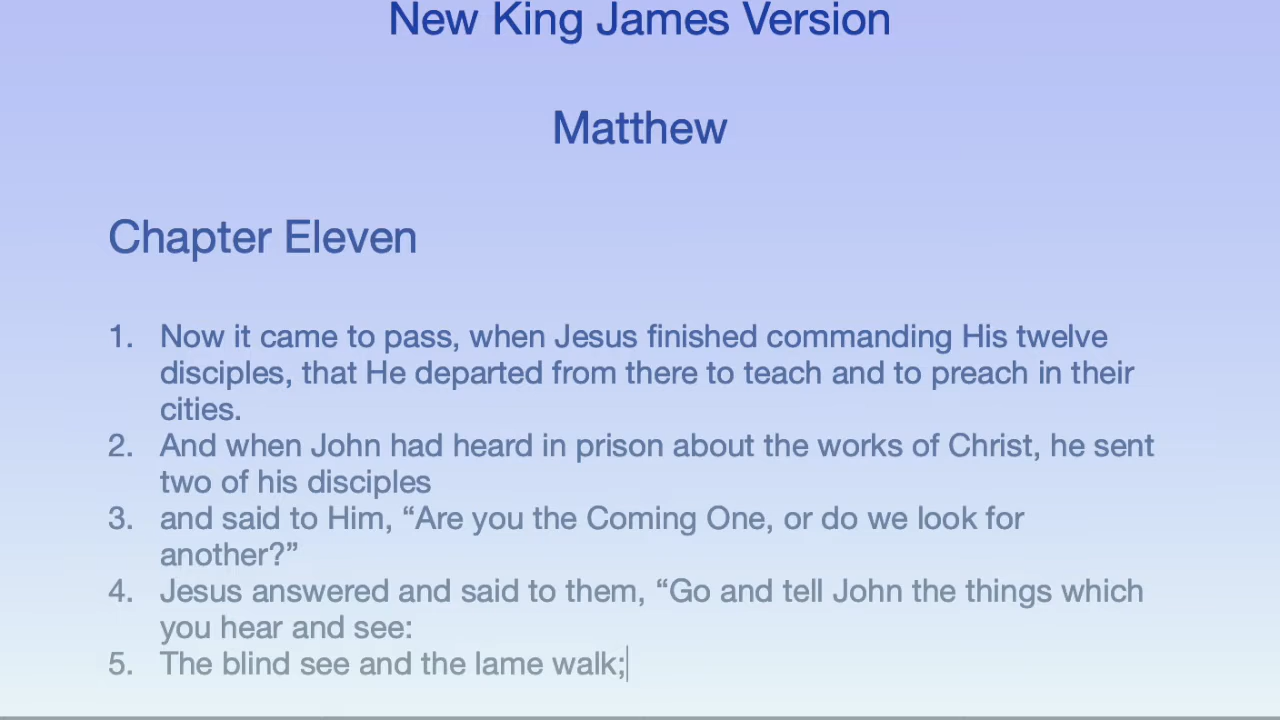 New King James Version
Matthew
Chapter Eleven
1. Now it came to pass, when Jesus finished commanding His twelve
disciples, that He departed from there to teach and to preach in their
cities.
2. And when John had heard in prison about the works of Christ, he sent
two of his disciples
3. and said to Him, “Are you the Coming One, or do we look for
another?”
4. Jesus answered and said to them, “Go and tell John the things which
you hear and see:
5. The blind see and the lame walk;